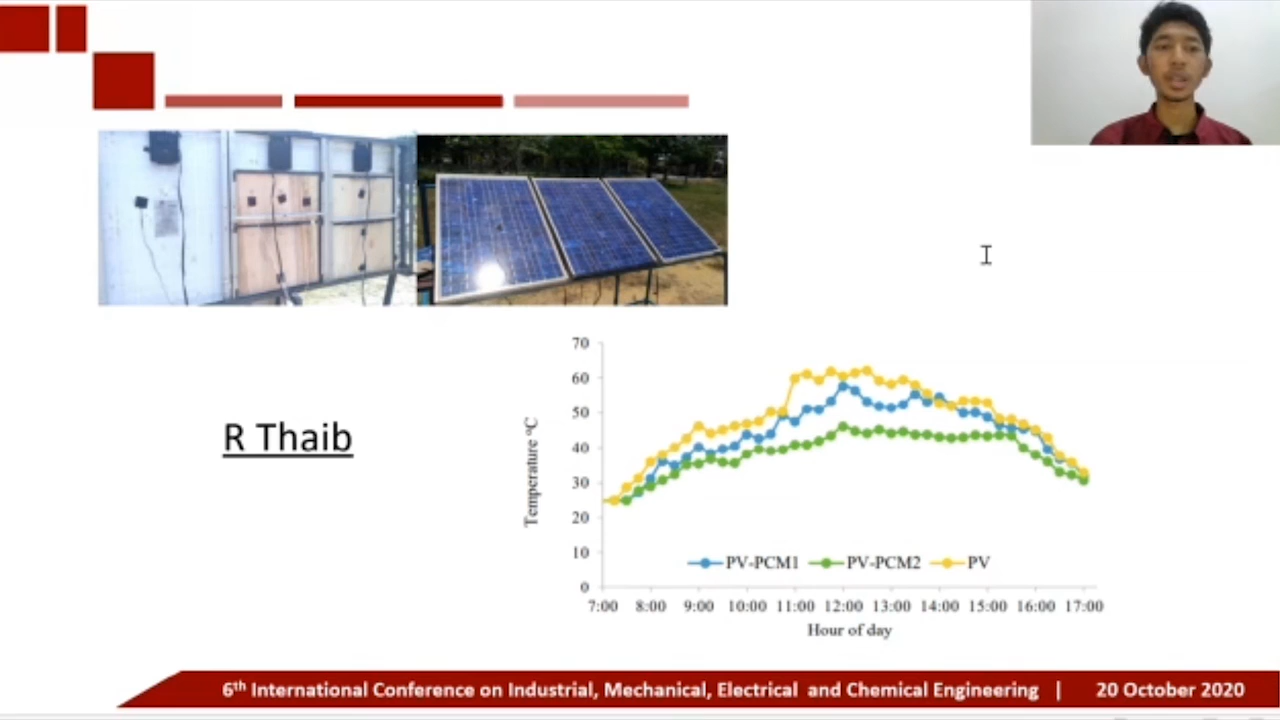 R Thaib
Temperature °C
70
60
50
40
30
20
10
0
PV-PCM1 PV-PCM2 PV
7:00 8:00 9:00 10:00 11:00 12:00 13:00 14:00 15:00 16:00 17:00
Hour of day
6th International Conference on Industrial, Mechanical, Electrical and Chemical Engineering | 20 October 2020